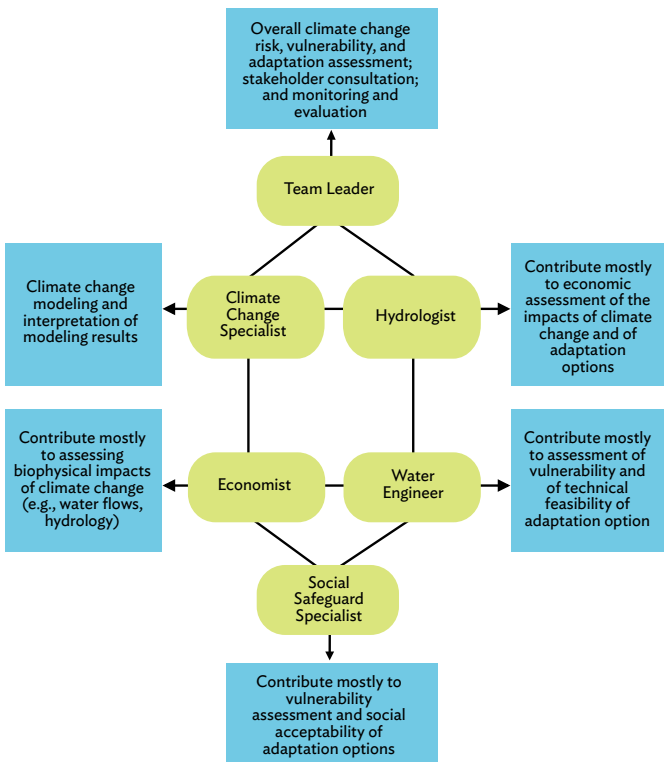 Overall climate change
risk, vulnerability, and
adaptation assessment;
stakeholder consultation;
and monitoring and
evaluation
Team Leader
Climate change
modeling and
interpretation of
modeling results
Climate
Change
Specialist
Hydrologist
Contribute mostly
to economic
assessment of the
impacts of climate
change and of
adaptation
options
Contribute mostly
to assessing
biophysical impacts
of climate change
(e.g., water flows,
hydrology)
Economist
Water
Engineer
Contribute mostly
to assessment of
vulnerability and
of technical
feasibility of
adaptation option
Social
Safeguard
Specialist
Contribute mostly to
vulnerability
assessment and social
acceptability of
adaptation options